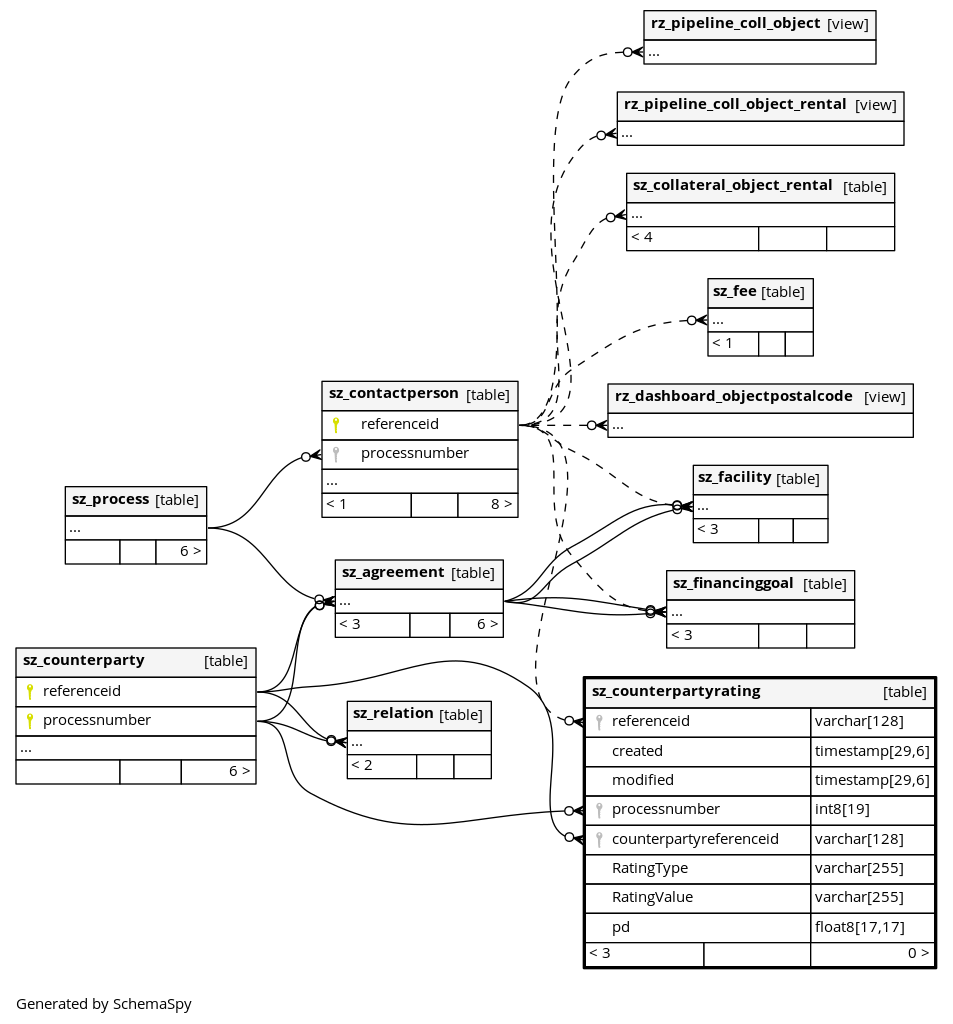 rz_pipeline_coll_object [view]
...
rz_pipeline_coll_object_rental [view]
...
sz_collateral_object_rental [table]
...
< 4
sz_fee [table]
...
< 1
rz_dashboard_objectpostalcode [view]
...
sz_contactperson [table]
referenceid
processnumber
...
< 1 8 >
sz_facility [table]
...
< 3
sz_process [table]
...
6 >
sz_agreement [table]
...
< 3 6 >
sz_financinggoal [table]
...
< 3
sz_counterparty [table]
referenceid
processnumber
...
6 >
sz_relation [table]
...
< 2
sz_counterpartyrating [table]
referenceid varchar[128]
created timestamp[29,6]
modified timestamp[29,6]
processnumber int8[19]
counterpartyreferenceid varchar[128]
RatingType varchar[255]
RatingValue varchar[255]
pd float8[17,17]
< 3 0 >
Generated by SchemaSpy